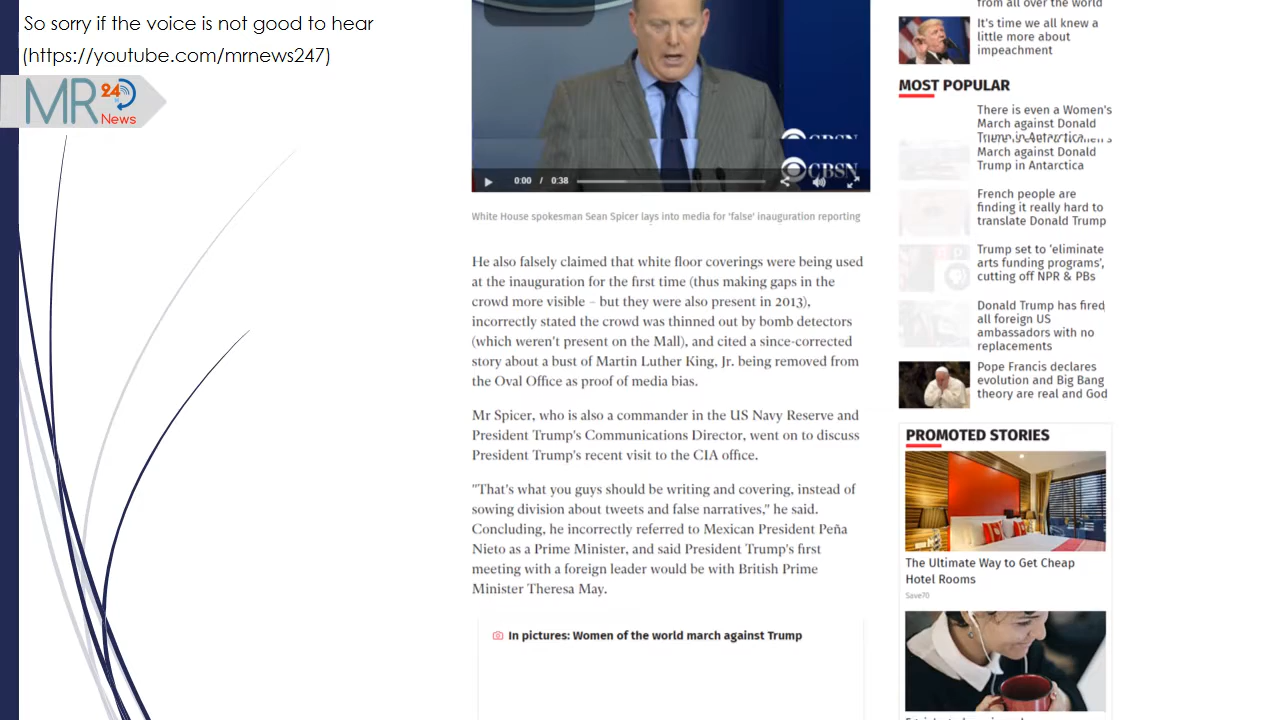 So sorry if the voice is not good to hear
(https://youtube.com/mrnews247)
MR
24
News
CBSN
CBSN
0:00 / 0:38
White House spokesman Sean Spicer lays into media for 'false' inauguration reporting
He also falsely claimed that white floor coverings were being used
at the inauguration for the first time (thus making gaps in the
crowd more visible – but they were also present in 2013),
incorrectly stated the crowd was thinned out by bomb detectors
(which weren't present on the Mall), and cited a since-corrected
story about a bust of Martin Luther King, Jr. being removed from
the Oval Office as proof of media bias.
Mr Spicer, who is also a commander in the US Navy Reserve and
President Trump's Communications Director, went on to discuss
President Trump's recent visit to the CIA office.
"That's what you guys should be writing and covering, instead of
sowing division about tweets and false narratives," he said.
Concluding, he incorrectly referred to Mexican President Peña
Nieto as a Prime Minister, and said President Trump's first
meeting with a foreign leader would be with British Prime
Minister Theresa May.
In pictures: Women of the world march against Trump
from all over the world
It's time we all knew a
little more about
impeachment
MOST POPULAR
There is even a Women's
March against Donald
Trump in Antarctica
March against Donald
Trump in Antarctica
French people are
finding it really hard to
translate Donald Trump
Trump set to 'eliminate
arts funding programs',
cutting off NPR & PBs
Donald Trump has fired
all foreign US
ambassadors with no
replacements
Pope Francis declares
evolution and Big Bang
theory are real and God
PROMOTED STORIES
The Ultimate Way to Get Cheap
Hotel Rooms
Save70